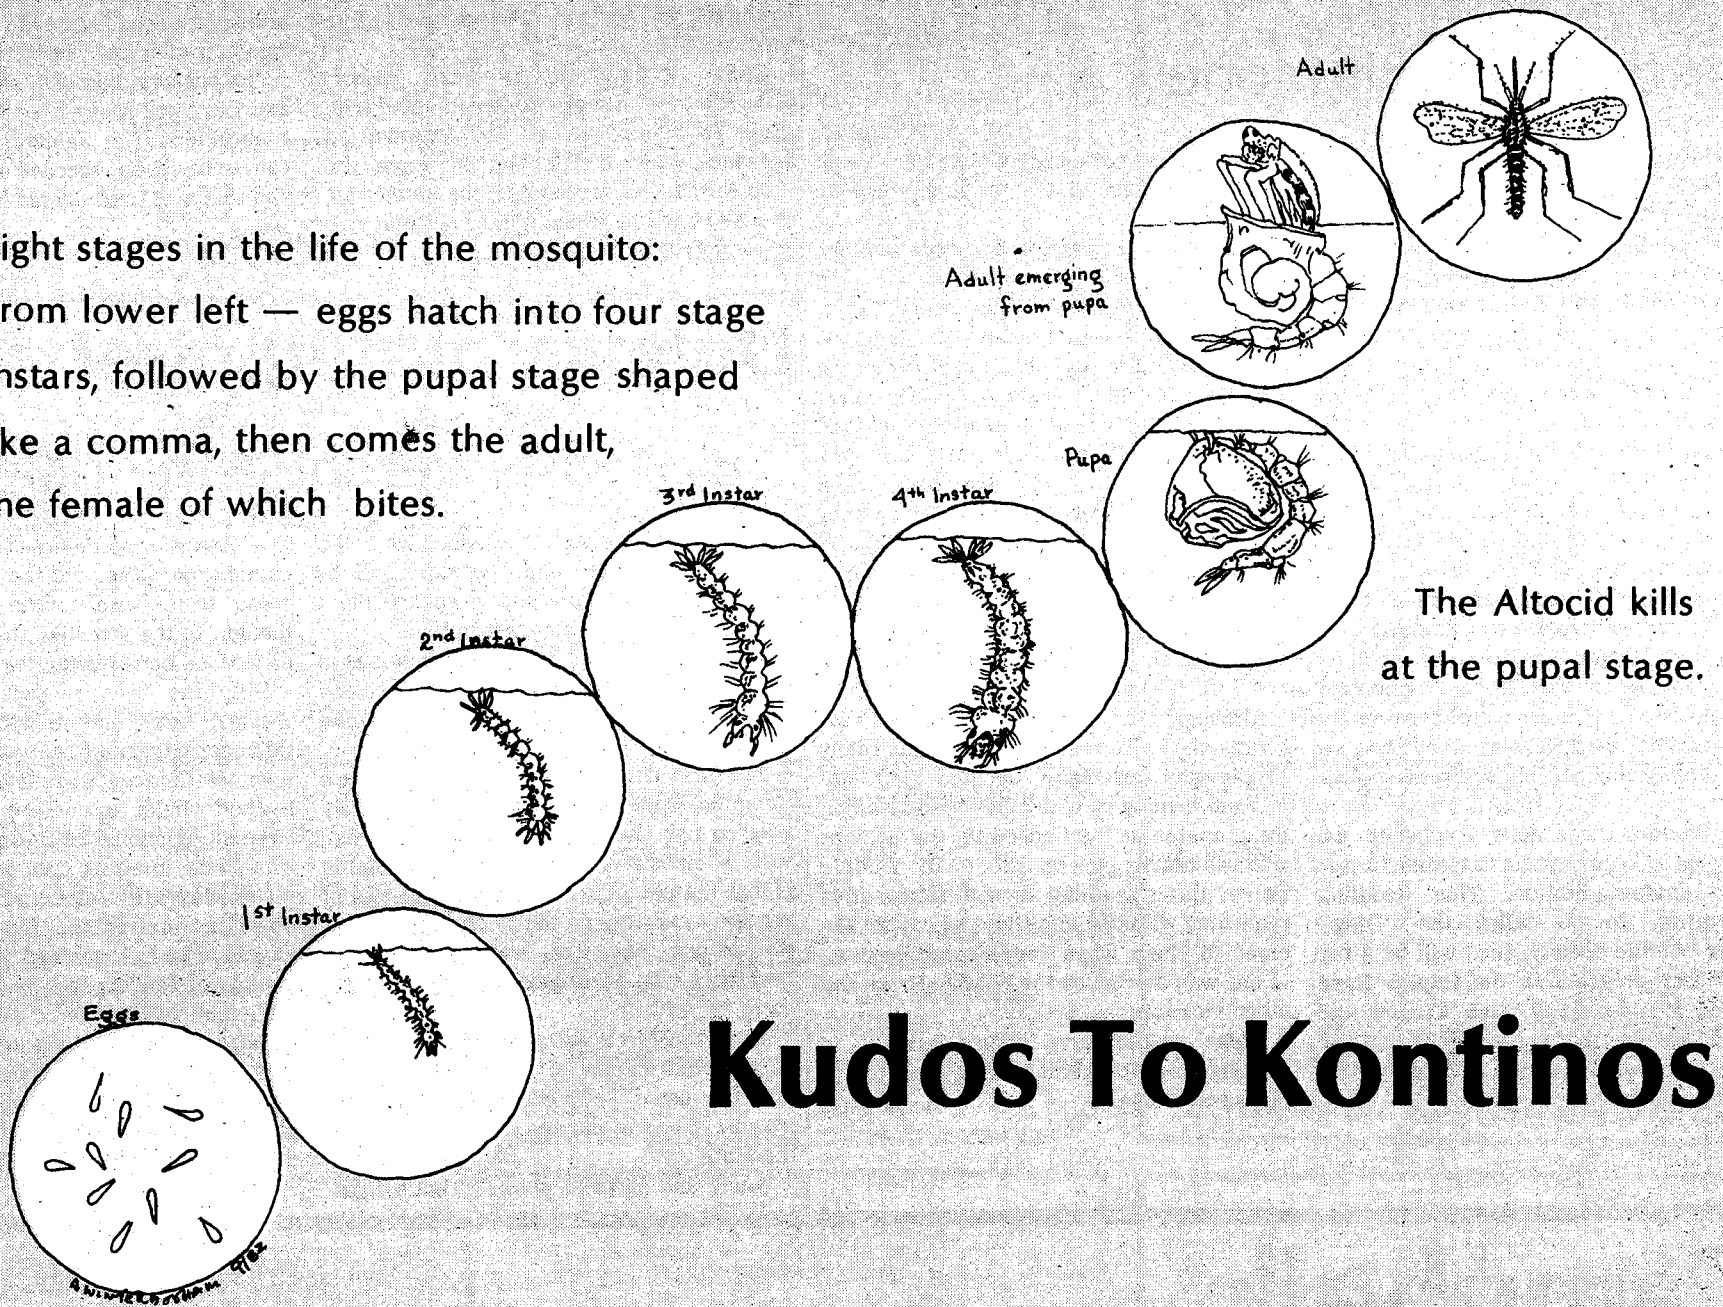 ight stages in the life of the mosquito:
rom lower left — eggs hatch into four stage
nstars, followed by the pupal stage shaped
ke a comma, then comes the adult,
ne female of which bites.
Adult
Adult emerging
from pupa
Pupa
4th Instar
3rd Instar
2nd Instar
1st Instar
Eggs
The Altocid kills
at the pupal stage.
Kudos To Kontinos
9/82